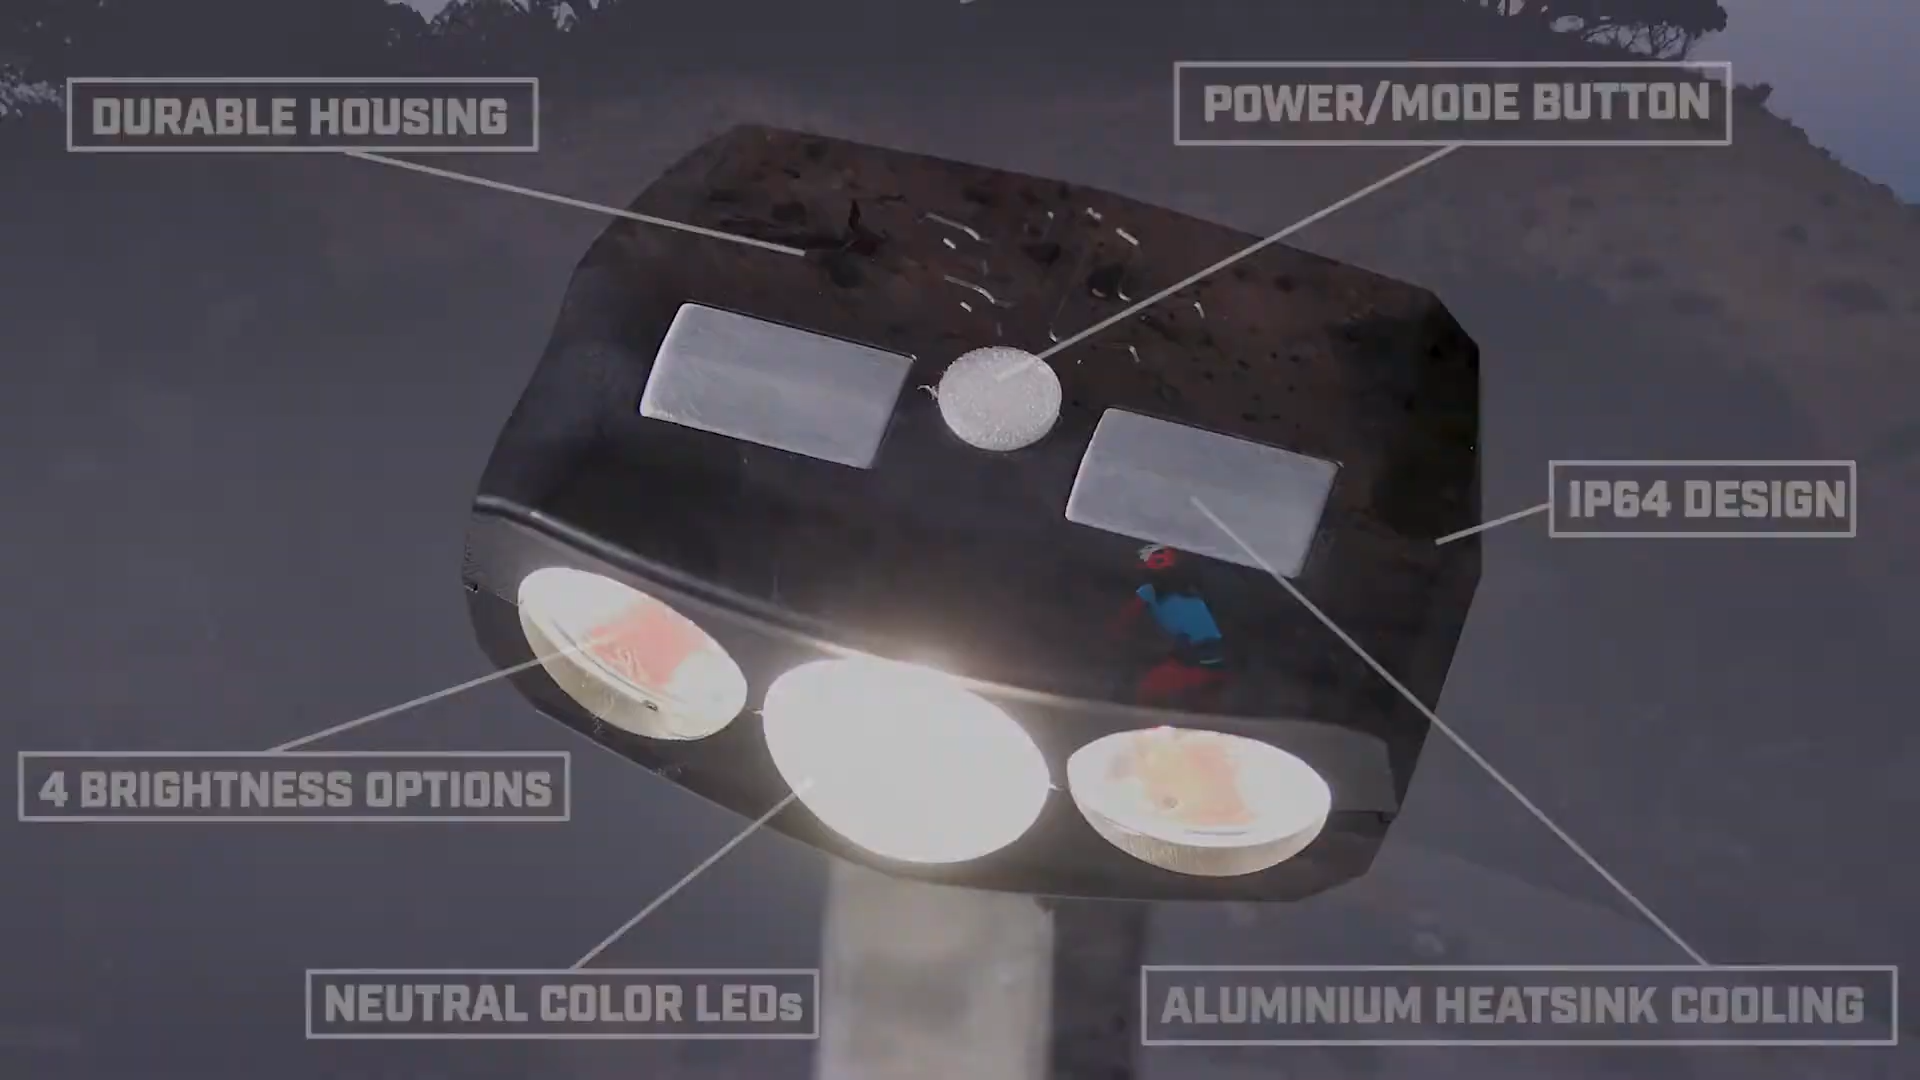 DURABLE HOUSING
POWER/MODE BUTTON
IP64 DESIGN
4 BRIGHTNESS OPTIONS
NEUTRAL COLOR LEDs
ALUMINIUM HEATSINK COOLING